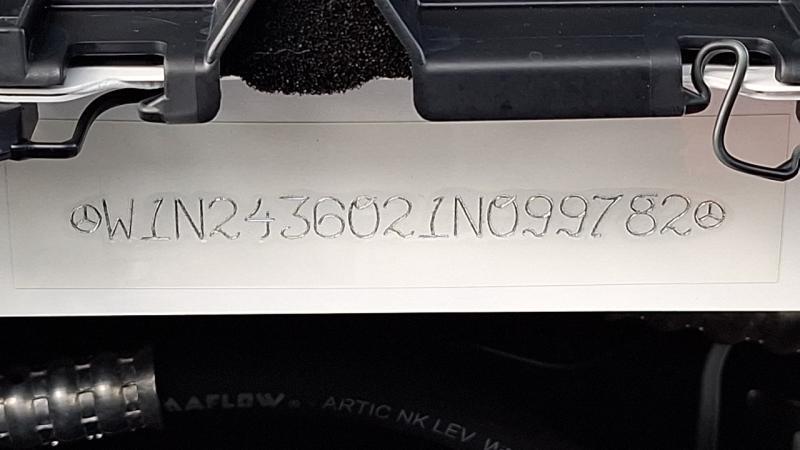 W1N2436021N099782
AAFLOW® ARTIC NK LEV